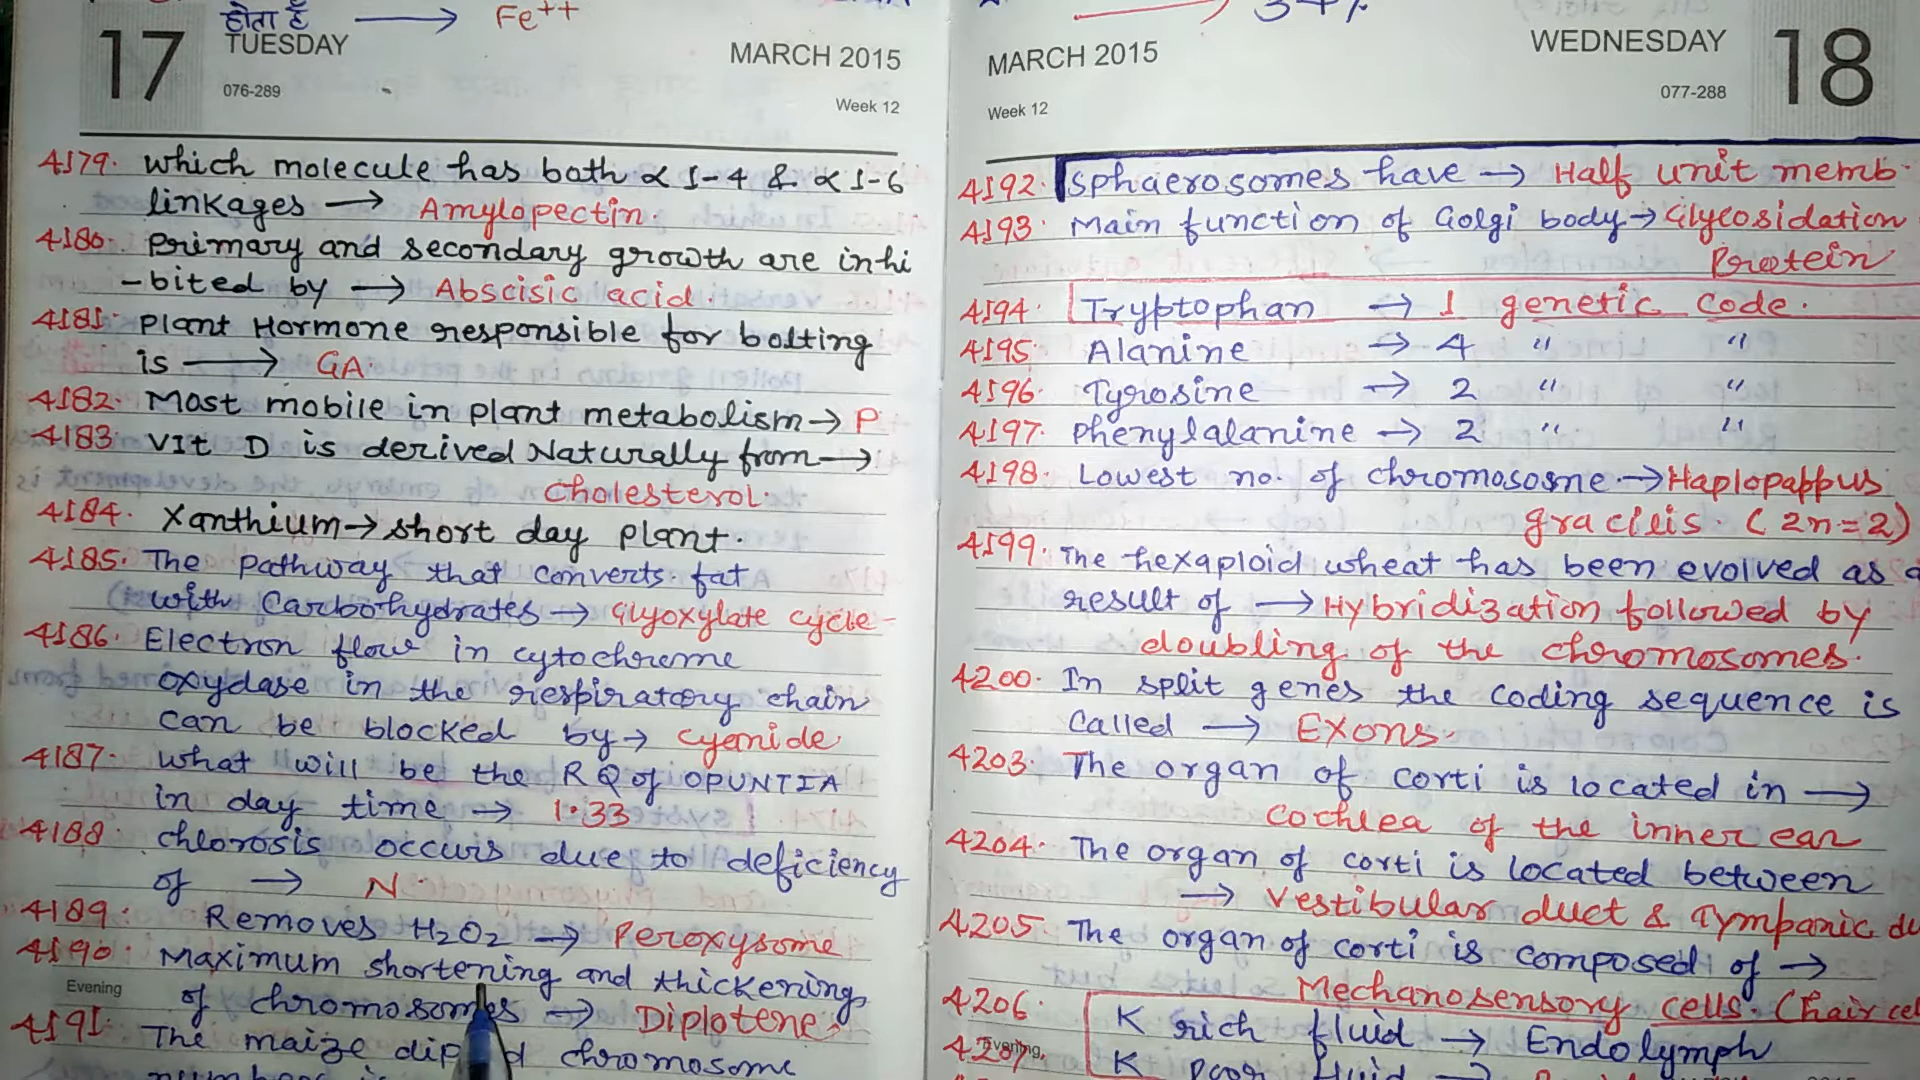 होता है → Fe++
17 TUESDAY
076-289
MARCH 2015
Week 12
4179. which molecule has both α 1-4 & α 1-6
linkages → Amylopectin.
4180. Primary and secondary growth are inhi
-bited by → Abscisic acid.
4181. Plant Hormone responsible for bolting
is → GA.
4182. Most mobile in plant metabolism → P
4183 Vit D is derived Naturally from →
Cholesterol.
4184. Xanthium → short day plant.
4185. The Pathway that converts fat
with Carbohydrates → Glyoxylate cycle-
4186. Electron flow in cytochrome
oxydase in the respiratory chain
can be blocked by → Cyanide
4187. what will be the RQ of OPUNTIA
in day time → 1.33
4188 chlorosis occurs due to deficiency
of → N.
4189. Removes H2O2 → Peroxysome
4190. Maximum shortening and thickening
Evening
of chromosomes → Diplotene
4191. The maize chromosome
MARCH 2015
Week 12
WEDNESDAY 18
077-288
4192. Sphaerosomes have → Half unit memb.
4193. Main function of Golgi body → Glycosidation
Protein
4194. Tryptophan → 1 genetic Code.
4195. Alanine → 4 " "
4196. Tyrosine → 2 " "
4197. Phenylalanine → 2 " "
4198. Lowest no. of chromosome. → Haplopappus
gracilis. (2n=2)
4199. The hexaploid wheat has been evolved as a
result of → Hybridization followed by
doubling of the chromosomes.
4200. In split genes the coding sequence is
Called → Exons.
4203. The organ of corti is located in →
Cochlea of the inner ear
4204. The organ of corti is located between
→ Vestibular duct & Tympanic du
4205 The organ of corti is composed of →
Mechanosensory cells. (hair cel
4206. K rich fluid → Endolymph
4207. Evening,
K Poor fluid →